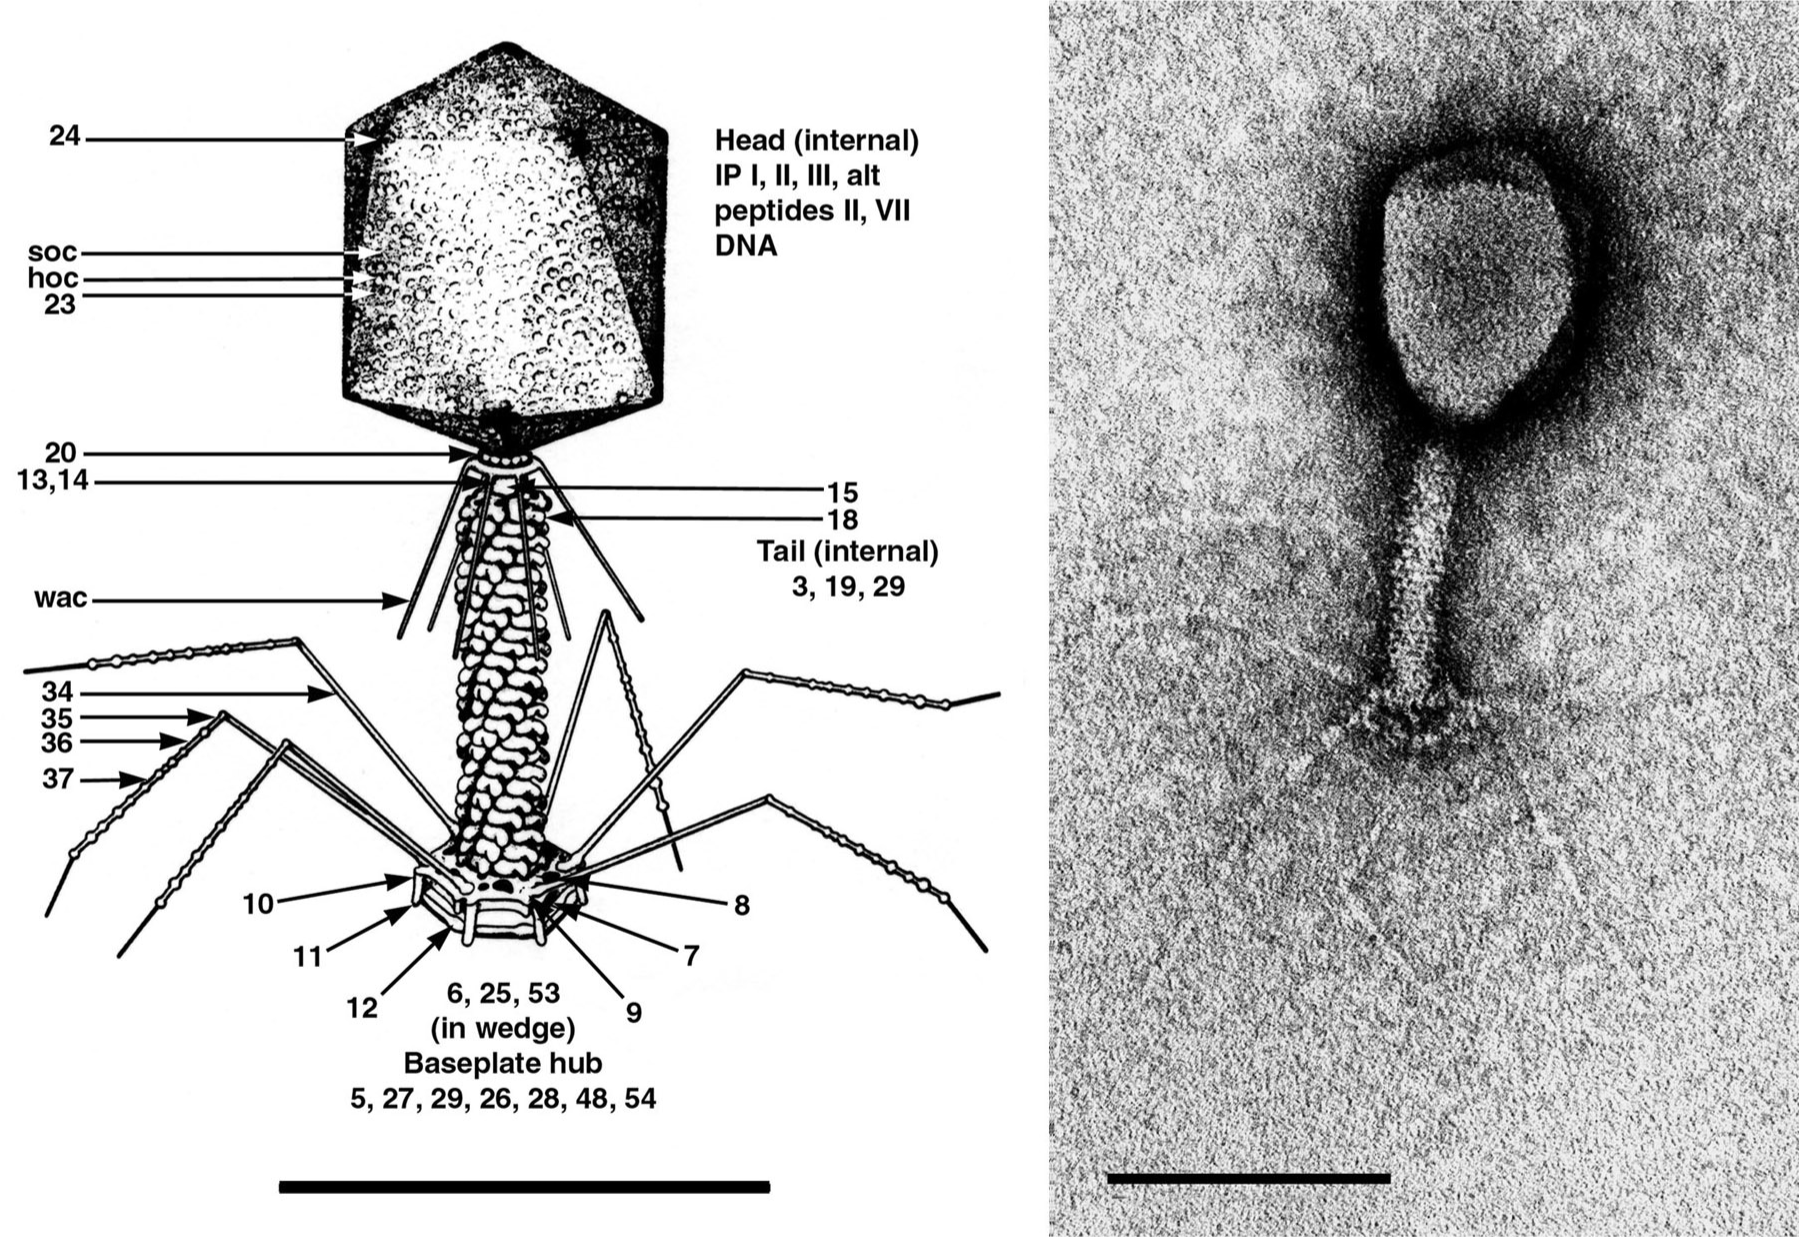 24
Head (internal)
IP I, II, III, alt
peptides II, VII
DNA
soc
hoc
23
20
13,14
15
18
Tail (internal)
3, 19, 29
wac
34
35
36
37
10
8
11
7
12
9
6, 25, 53
(in wedge)
Baseplate hub
5, 27, 29, 26, 28, 48, 54